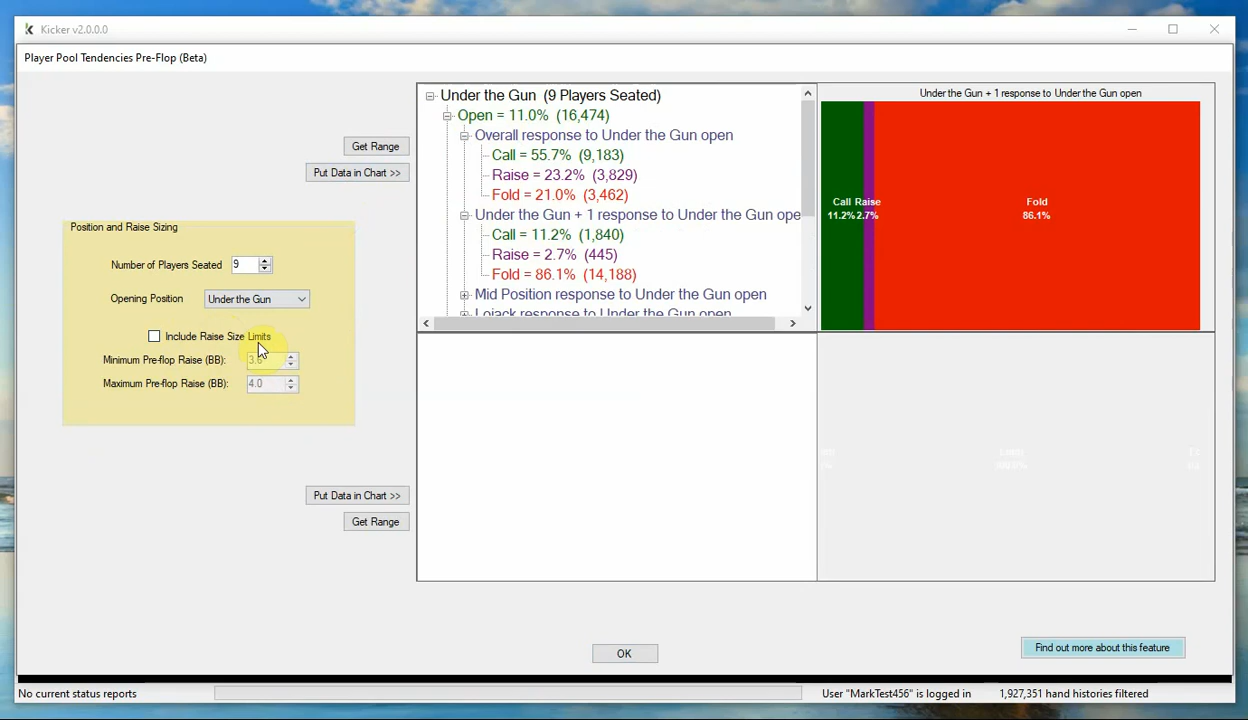 Kicker v2.0.0.0
Player Pool Tendencies Pre-Flop (Beta)
Get Range
Put Data in Chart >>
Position and Raise Sizing
Number of Players Seated 9
Opening Position Under the Gun
Include Raise Size Limits
Minimum Pre-flop Raise (BB):
Maximum Pre-flop Raise (BB): 4.0
Put Data in Chart >>
Get Range
Under the Gun (9 Players Seated)
Open = 11.0% (16,474)
Overall response to Under the Gun open
Call = 55.7% (9,183)
Raise = 23.2% (3,829)
Fold = 21.0% (3,462)
Under the Gun + 1 response to Under the Gun ope
Call = 11.2% (1,840)
Raise = 2.7% (445)
Fold = 86.1% (14,188)
Mid Position response to Under the Gun open
Lojack response to Under the Gun open
Under the Gun + 1 response to Under the Gun open
Call Raise Fold
11.2% 2.7% 86.1%
OK
Find out more about this feature
No current status reports
User "MarkTest456" is logged in
1,927,351 hand histories filtered